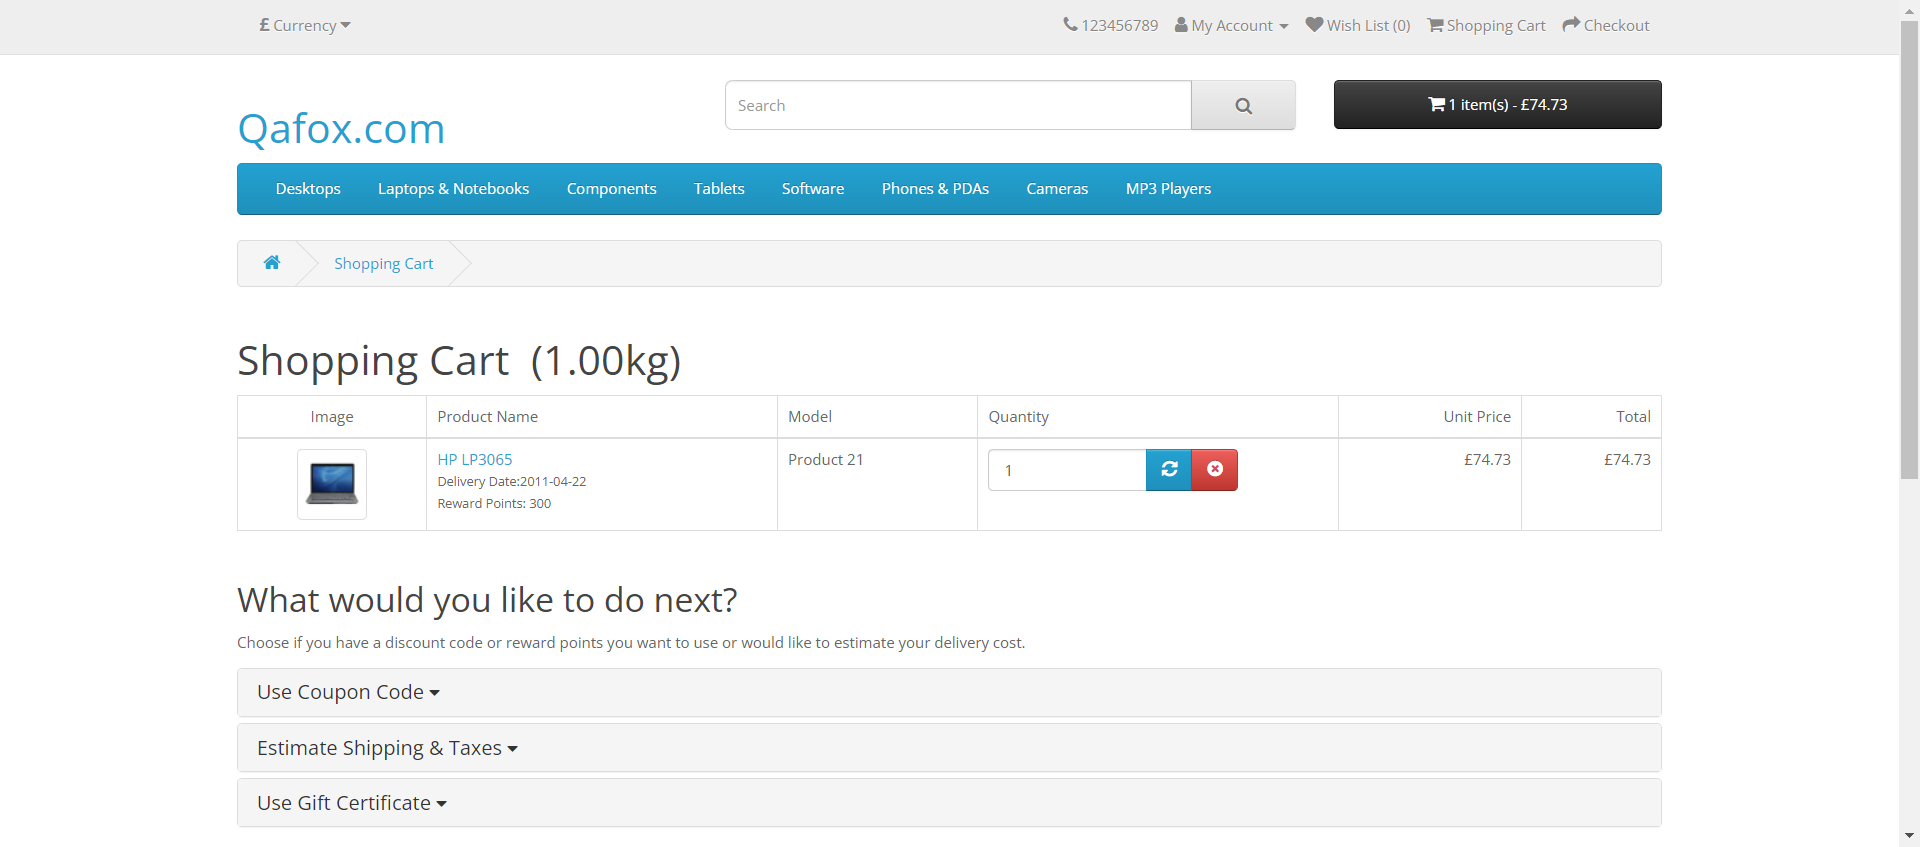 £ Currency
123456789 My Account Wish List (0) Shopping Cart Checkout
Search
1 item(s) - £74.73
Qafox.com
Desktops Laptops & Notebooks Components Tablets Software Phones & PDAs Cameras MP3 Players
Shopping Cart
Shopping Cart (1.00kg)
Image Product Name Model Quantity Unit Price Total
HP LP3065 Product 21 1 £74.73 £74.73
Delivery Date:2011-04-22
Reward Points: 300
What would you like to do next?
Choose if you have a discount code or reward points you want to use or would like to estimate your delivery cost.
Use Coupon Code
Estimate Shipping & Taxes
Use Gift Certificate